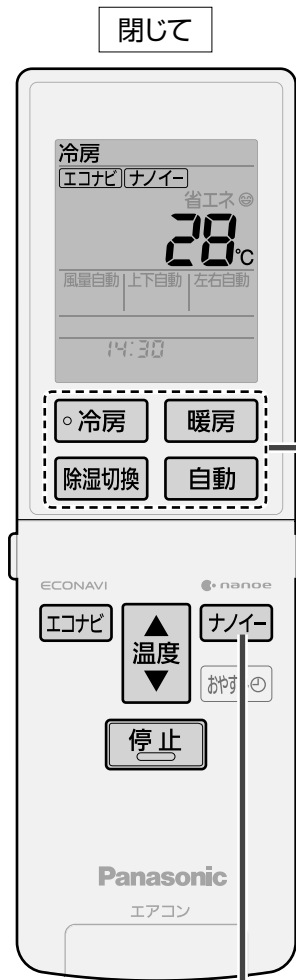 閉じて
冷房
エコナビ ナノイー
省エネ
28℃
風量自動 上下自動 左右自動
14:30
冷房 暖房
除湿切換 自動
ECONAVI nanoe
エコナビ 温度 ナノイー
おやす
停止
Panasonic
エアコン